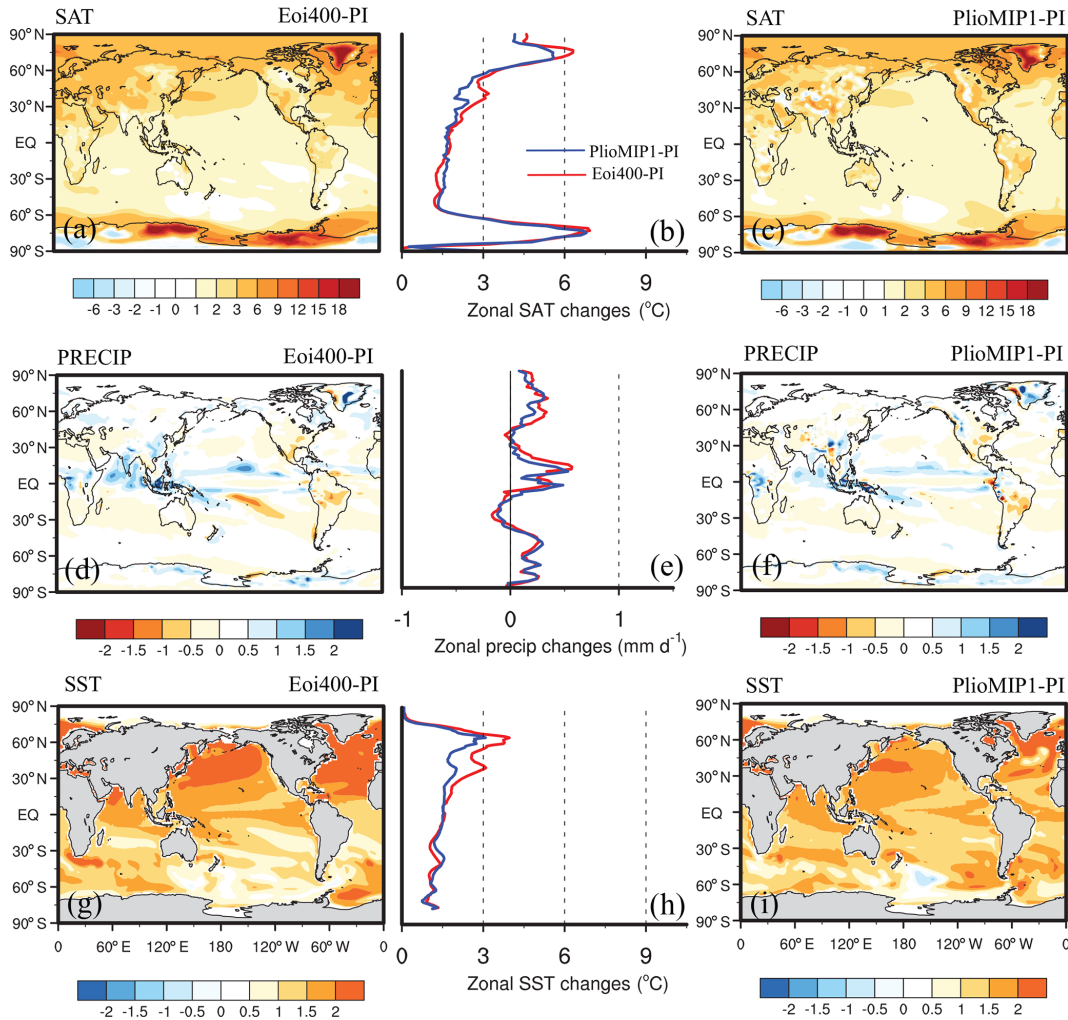 SAT Eoi400-PI
90° N
60° N
30° N
EQ
30° S
60° S
90° S
(a)
-6 -3 -2 -1 0 1 2 3 6 9 12 15 18
PlioMIP1-PI
Eoi400-PI
(b)
0 3 6 9
Zonal SAT changes (°C)
SAT PlioMIP1-PI
90° N
60° N
30° N
EQ
30° S
60° S
90° S
(c)
-6 -3 -2 -1 0 1 2 3 6 9 12 15 18
PRECIP Eoi400-PI
90° N
60° N
30° N
EQ
30° S
60° S
90° S
(d)
-2 -1.5 -1 -0.5 0 0.5 1 1.5 2
(e)
-1 0 1
Zonal precip changes (mm d⁻¹)
PRECIP PlioMIP1-PI
90° N
60° N
30° N
EQ
30° S
60° S
90° S
(f)
-2 -1.5 -1 -0.5 0 0.5 1 1.5 2
SST Eoi400-PI
90° N
60° N
30° N
EQ
30° S
60° S
90° S
(g)
0 60° E 120° E 180° 120° W 60° W 0
-2 -1.5 -1 -0.5 0 0.5 1 1.5 2
(h)
0 3 6 9
Zonal SST changes (°C)
SST PlioMIP1-PI
90° N
60° N
30° N
EQ
30° S
60° S
90° S
(i)
0 60° E 120° E 180° 120° W 60° W 0
-2 -1.5 -1 -0.5 0 0.5 1 1.5 2